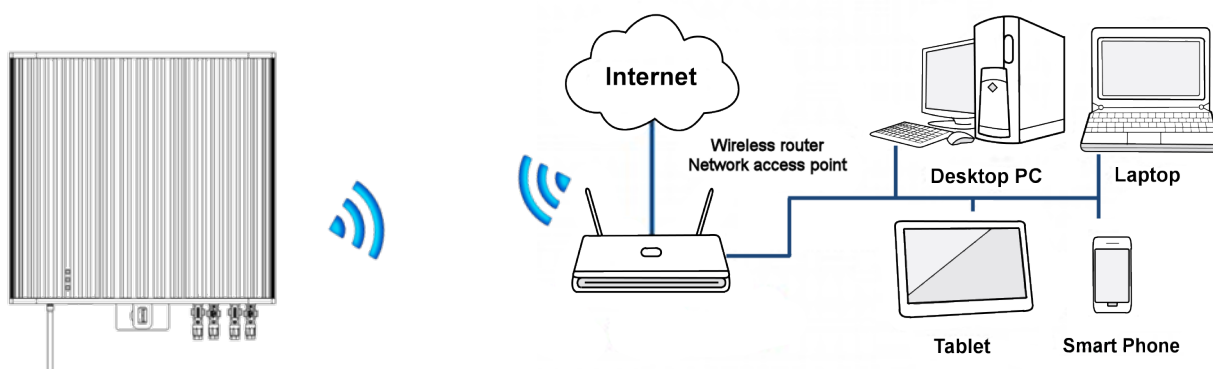 Internet
Wireless router
Network access point
Desktop PC
Laptop
Tablet
Smart Phone